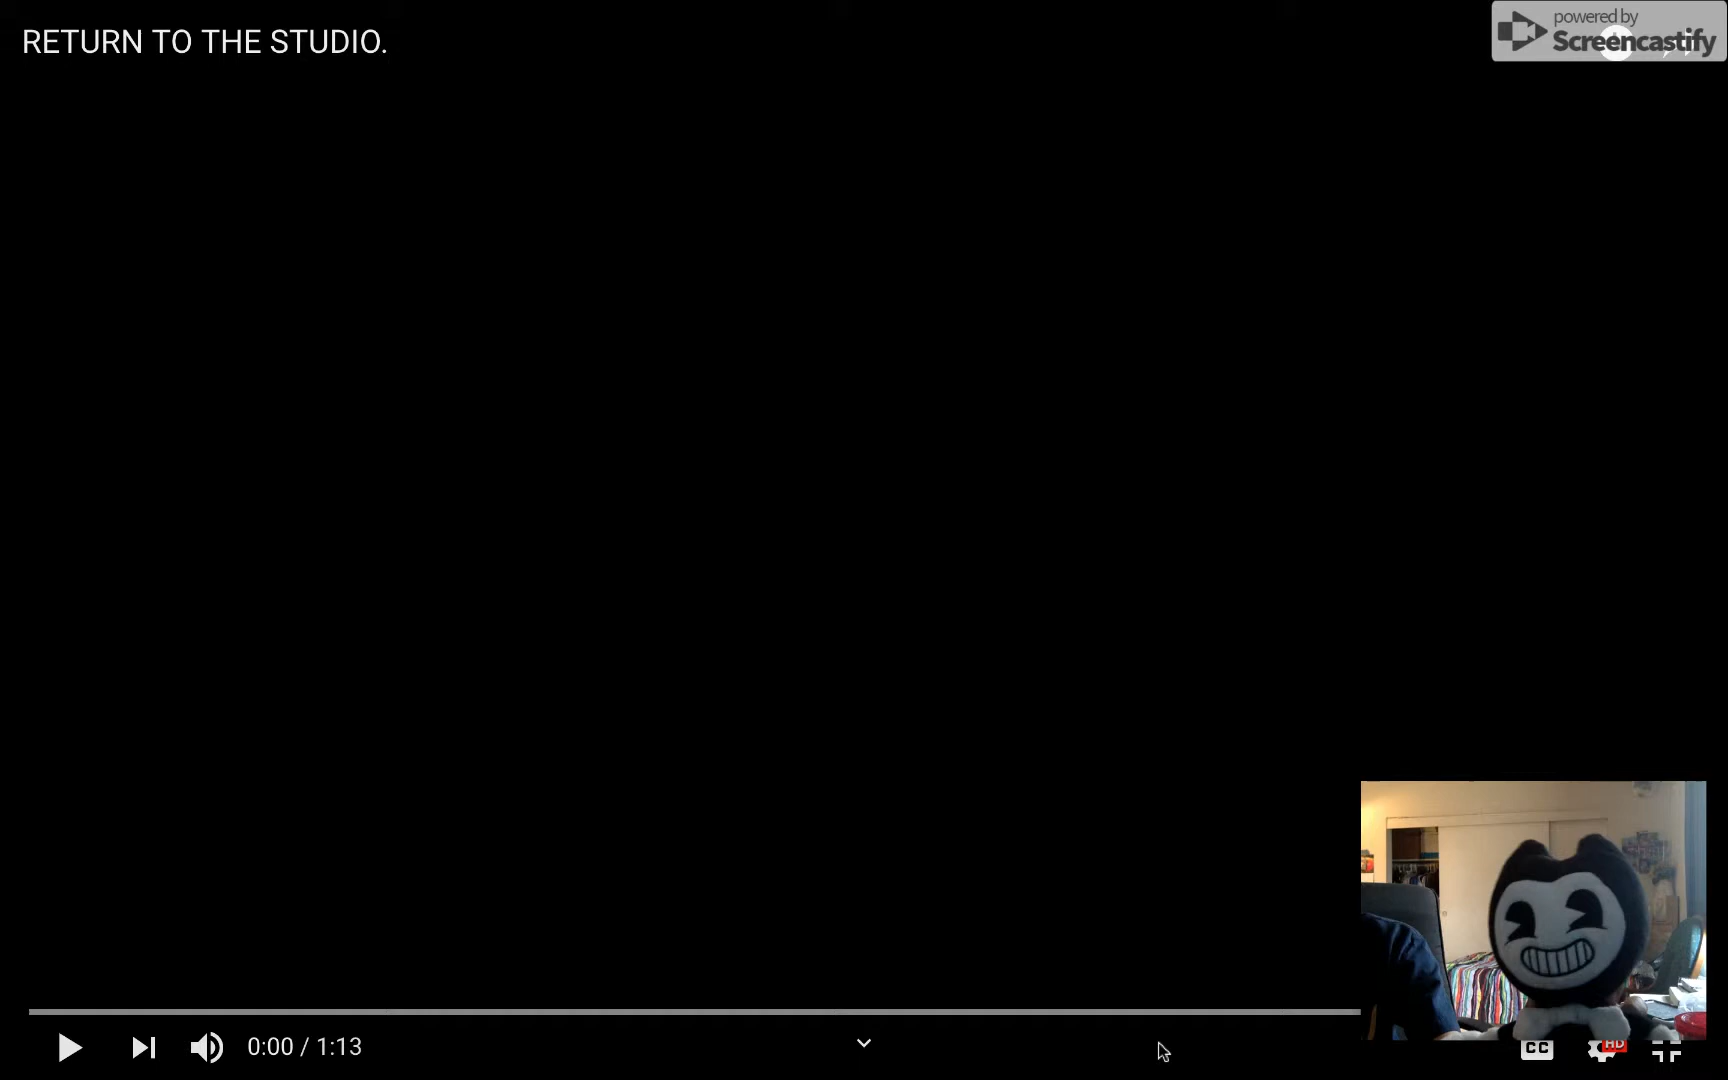 RETURN TO THE STUDIO.
powered by
Screencastify
0:00 / 1:13
CC
HD